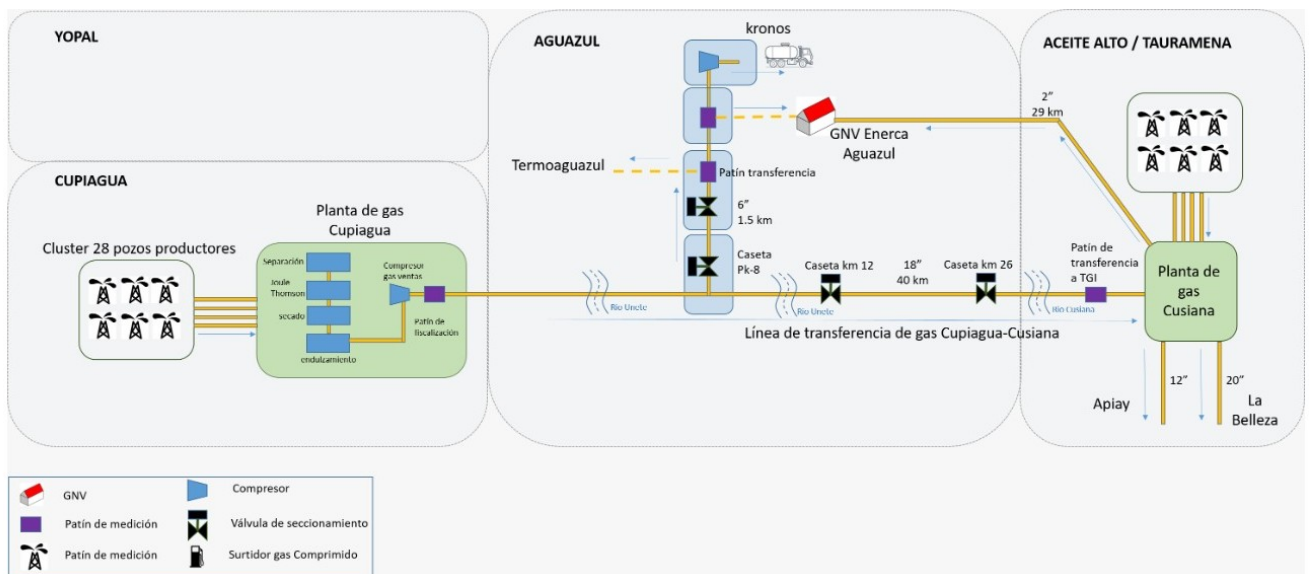 YOPAL
AGUAZUL
kronos
ACEITE ALTO / TAURAMENA
2”
29 km
GNV Enerca
Aguazul
Termoaguazul
Patín transferencia
6”
1.5 km
CUPIAGUA
Planta de gas
Cupiagua
Cluster 28 pozos productores
Separación
Joule
Thomson
secado
endulzamiento
Compresor
gas ventas
Patín de
fiscalización
Caseta
Pk-8
Caseta km 12
18”
40 km
Caseta km 26
Patín de
transferencia
a TGI
Planta de
gas
Cusiana
Rio Unete
Rio Unete
Rio Cusiana
Línea de transferencia de gas Cupiagua-Cusiana
12”
20”
Apiay
La
Belleza
GNV
Compresor
Patín de medición
Válvula de seccionamiento
Patín de medición
Surtidor gas Comprimido